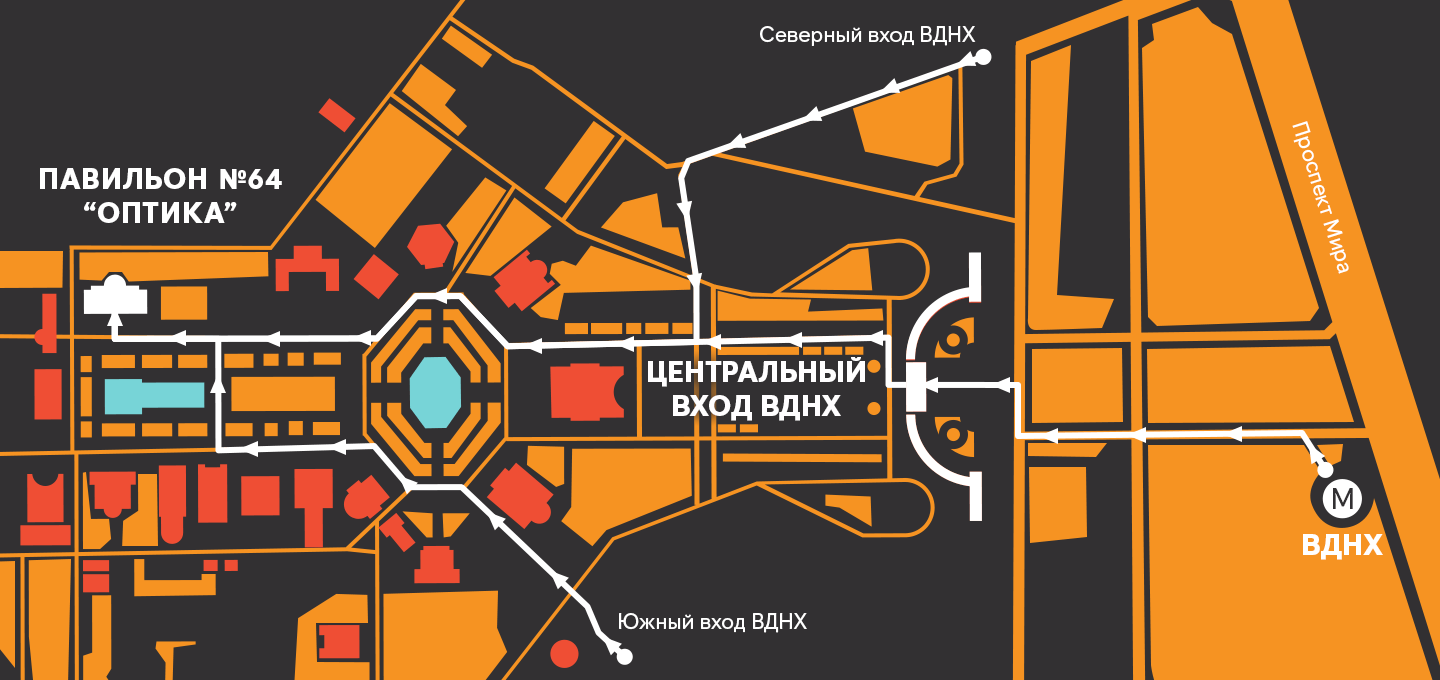 Северный вход ВДНХ
Проспект Мира
ПАВИЛЬОН №64
“ОПТИКА”
ЦЕНТРАЛЬНЫЙ
ВХОД ВДНХ
М
ВДНХ
Южный вход ВДНХ